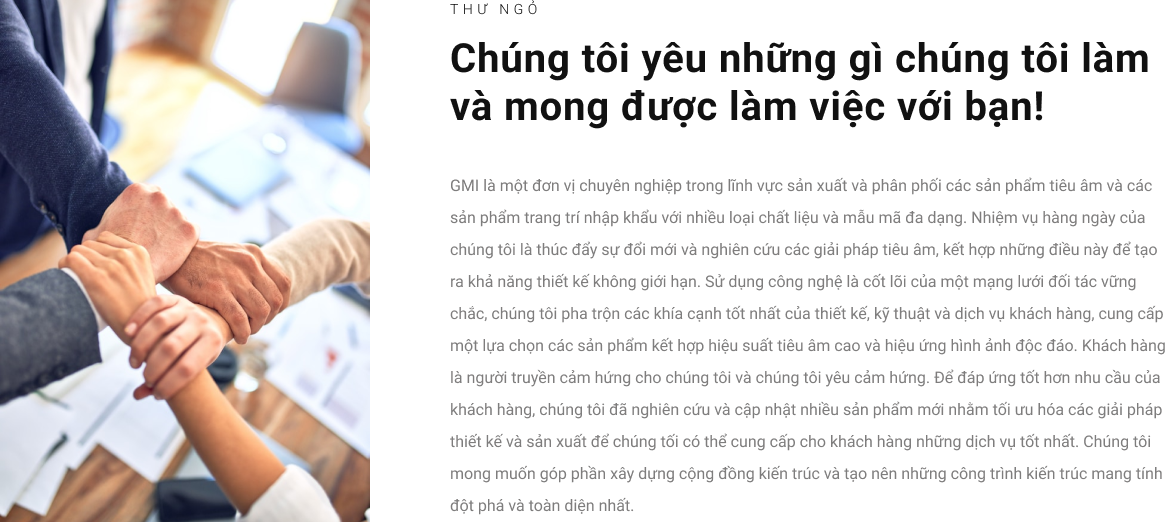 THƯ NGỎ
Chúng tôi yêu những gì chúng tôi làm
và mong được làm việc với bạn!
GMI là một đơn vị chuyên nghiệp trong lĩnh vực sản xuất và phân phối các sản phẩm tiêu âm và các
sản phẩm trang trí nhập khẩu với nhiều loại chất liệu và mẫu mã đa dạng. Nhiệm vụ hàng ngày của
chúng tôi là thúc đẩy sự đổi mới và nghiên cứu các giải pháp tiêu âm, kết hợp những điều này để tạo
ra khả năng thiết kế không giới hạn. Sử dụng công nghệ là cốt lõi của một mạng lưới đối tác vững
chắc, chúng tôi pha trộn các khía cạnh tốt nhất của thiết kế, kỹ thuật và dịch vụ khách hàng, cung cấp
một lựa chọn các sản phẩm kết hợp hiệu suất tiêu âm cao và hiệu ứng hình ảnh độc đáo. Khách hàng
là người truyền cảm hứng cho chúng tôi và chúng tôi yêu cảm hứng. Để đáp ứng tốt hơn nhu cầu của
khách hàng, chúng tôi đã nghiên cứu và cập nhật nhiều sản phẩm mới nhằm tối ưu hóa các giải pháp
thiết kế và sản xuất để chúng tối có thể cung cấp cho khách hàng những dịch vụ tốt nhất. Chúng tôi
mong muốn góp phần xây dựng cộng đồng kiến trúc và tạo nên những công trình kiến trúc mang tính
đột phá và toàn diện nhất.